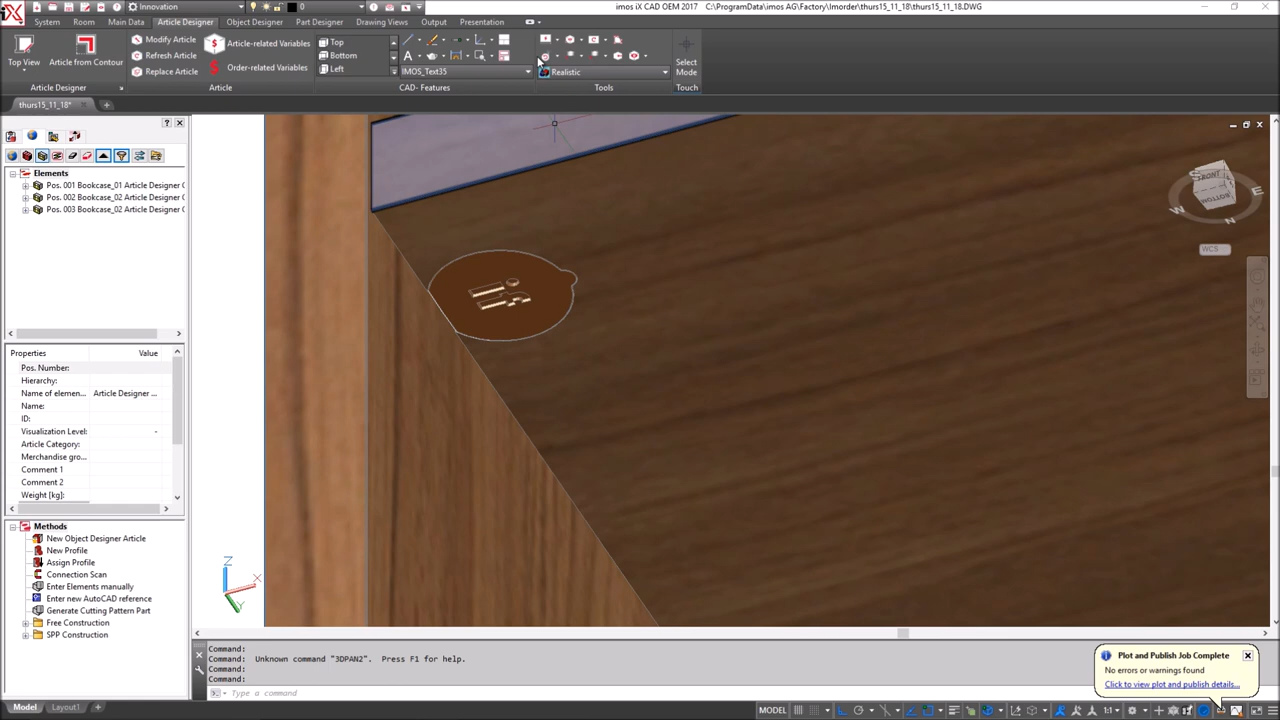 Innovation
0
imos iX CAD OEM 2017 C:\ProgramData\imos AG\Factory\Imorder\thurs15_11_18\thurs15_11_18.DWG
System Room Main Data Article Designer Object Designer Part Designer Drawing Views Output Presentation
Top View
Article from Contour
Modify Article
Refresh Article
Replace Article
Article-related Variables
Order-related Variables
Top
Bottom
Left
IMOS_Text35
Realistic
Select Mode
Article Designer
Article
CAD- Features
Tools
Touch
thurs15_11_18*
Elements
Pos. 001 Bookcase_01 Article Designer C
Pos. 002 Bookcase_02 Article Designer C
Pos. 003 Bookcase_02 Article Designer C
Properties Value
Pos. Number:
Hierarchy:
Name of elemen... Article Designer ...
Name:
ID:
Visualization Level: -
Article Category:
Merchandise gro...
Comment 1
Comment 2
Weight [kg]:
Methods
New Object Designer Article
New Profile
Assign Profile
Connection Scan
Enter Elements manually
Enter new AutoCAD reference
Generate Cutting Pattern Part
Free Construction
SPP Construction
FRONT
BOTTOM
W
N
E
WCS
Z
X
Y
Command:
Command: Unknown command "3DPAN2". Press F1 for help.
Command:
Command:
Type a command
Plot and Publish Job Complete
No errors or warnings found
Click to view plot and publish details...
Model Layout1 +
MODEL